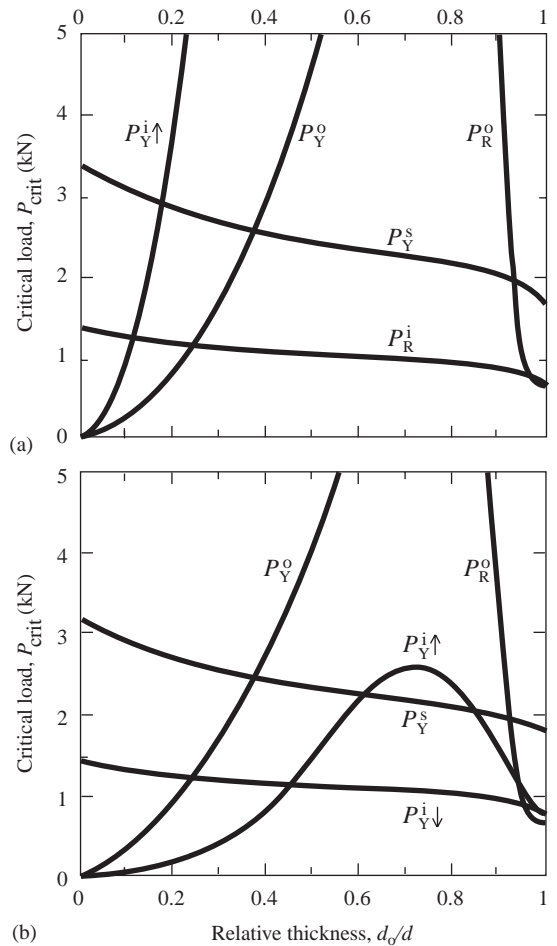 0 0.2 0.4 0.6 0.8 1
5
4
3
2
1
0
Critical load, P_crit (kN)
P_Y^i↑
P_Y^o
P_R^o
P_Y^s
P_R^i
(a)
5
4
3
2
1
0
Critical load, P_crit (kN)
P_Y^o
P_R^o
P_Y^i↑
P_Y^s
P_Y^i↓
0 0.2 0.4 0.6 0.8 1
(b)
Relative thickness, d_o/d